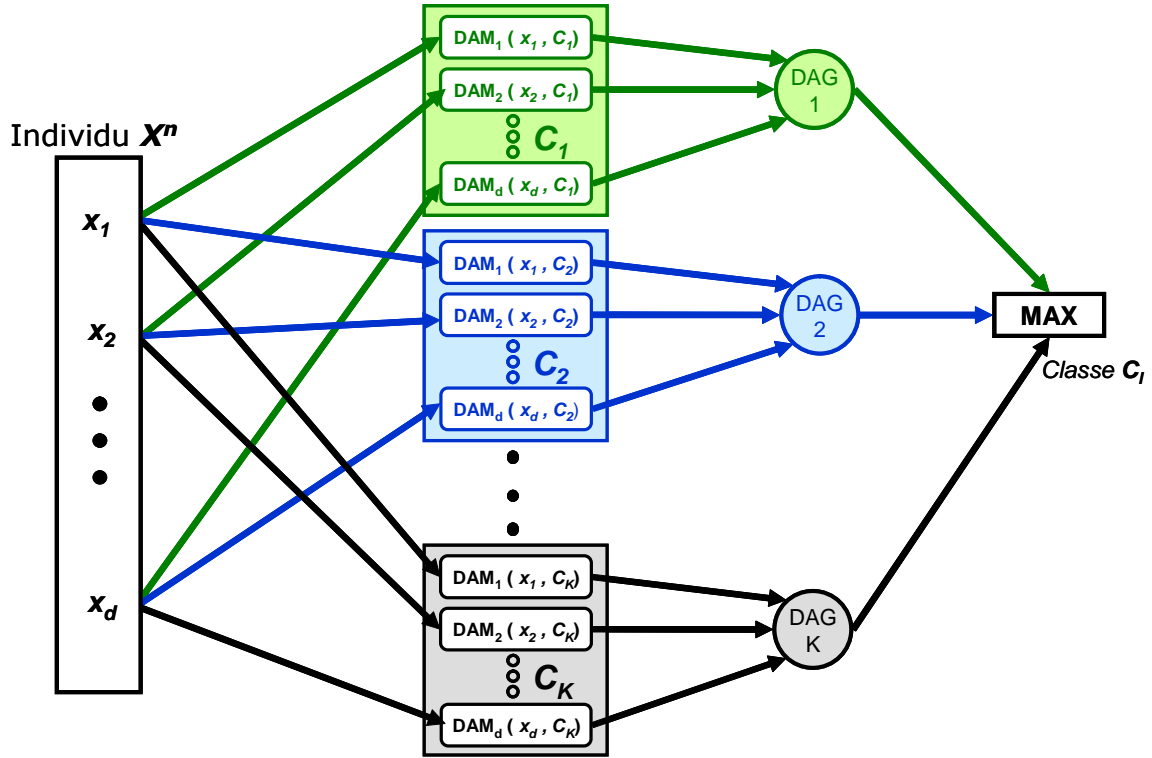 Individu Xⁿ
x₁
x₂
x_d
DAM₁ ( x₁ , C₁)
DAM₂ ( x₂ , C₁)
C₁
DAM_d ( x_d , C₁)
DAM₁ ( x₁ , C₂)
DAM₂ ( x₂ , C₂)
C₂
DAM_d ( x_d , C₂)
DAM₁ ( x₁ , C_K)
DAM₂ ( x₂ , C_K)
C_K
DAM_d ( x_d , C_K)
DAG
1
DAG
2
DAG
K
MAX
Classe C_l